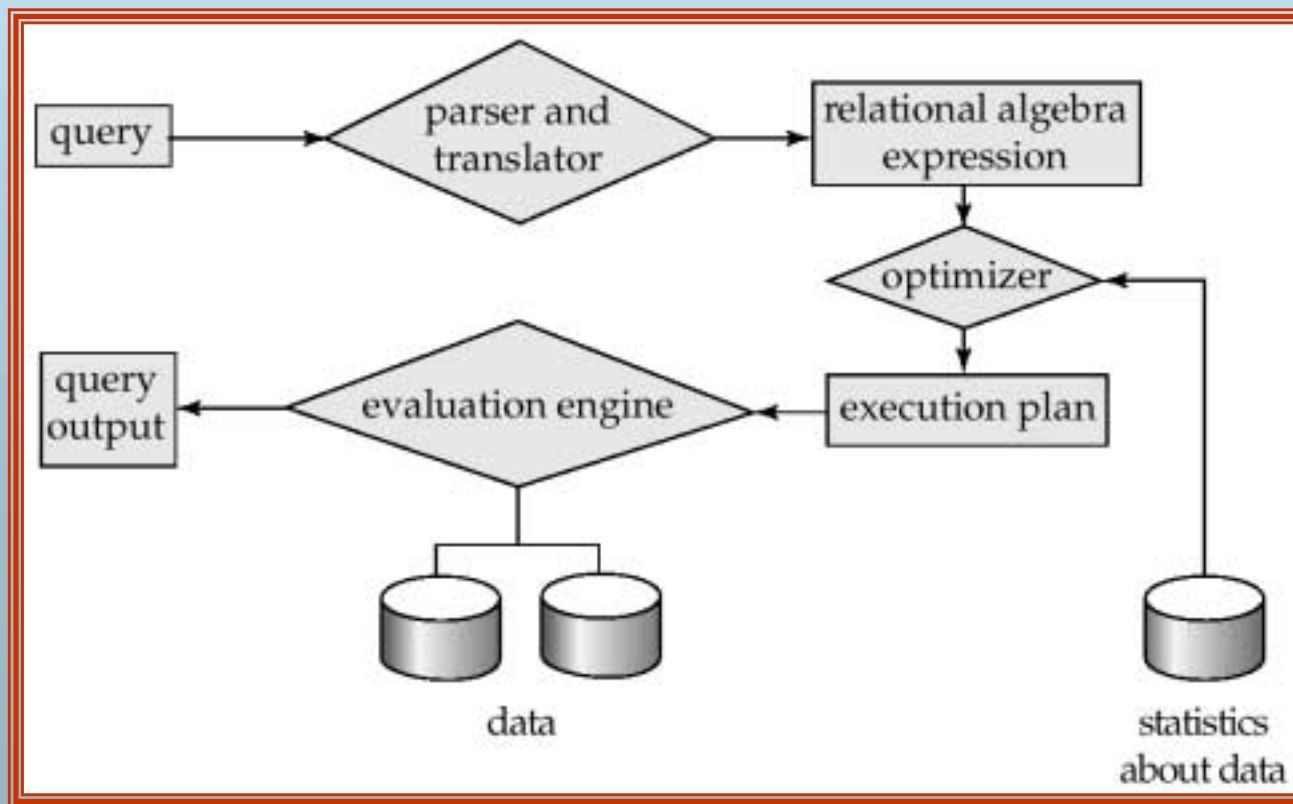 query
parser and
translator
relational algebra
expression
optimizer
query
output
evaluation engine
execution plan
data
statistics
about data